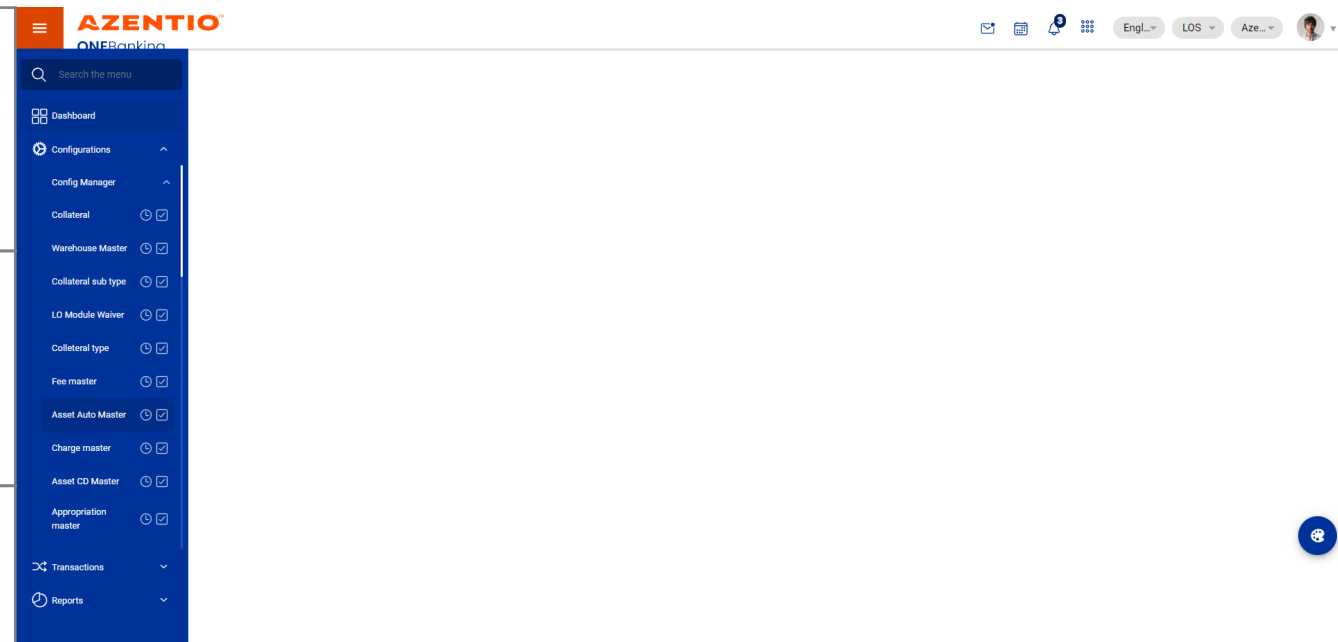 AZENTIO
ONEBanking
3
Engl...
LOS
Aze...
Search the menu
Dashboard
Configurations
Config Manager
Collateral
Warehouse Master
Collateral sub type
LO Module Waiver
Colleteral type
Fee master
Asset Auto Master
Charge master
Asset CD Master
Appropriation
master
Transactions
Reports